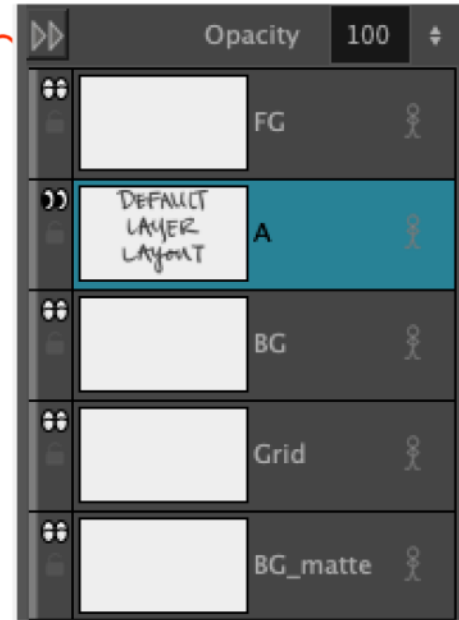 Opacity 100
FG
DEFAULT
LAYER
LAYOUT
A
BG
Grid
BG_matte